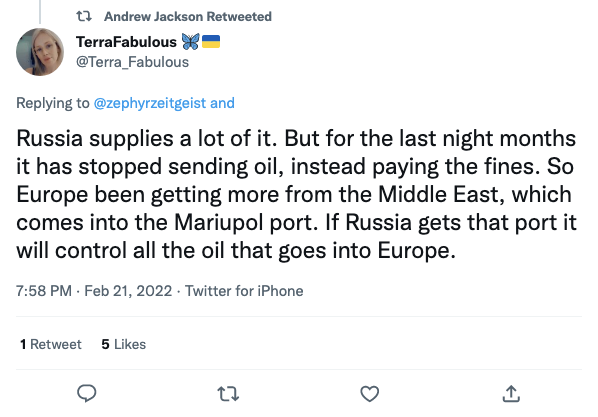 Andrew Jackson Retweeted
TerraFabulous 🦋🇺🇦
@Terra_Fabulous
Replying to @zephyrzeitgeist and
Russia supplies a lot of it. But for the last night months
it has stopped sending oil, instead paying the fines. So
Europe been getting more from the Middle East, which
comes into the Mariupol port. If Russia gets that port it
will control all the oil that goes into Europe.
7:58 PM · Feb 21, 2022 · Twitter for iPhone
1 Retweet 5 Likes